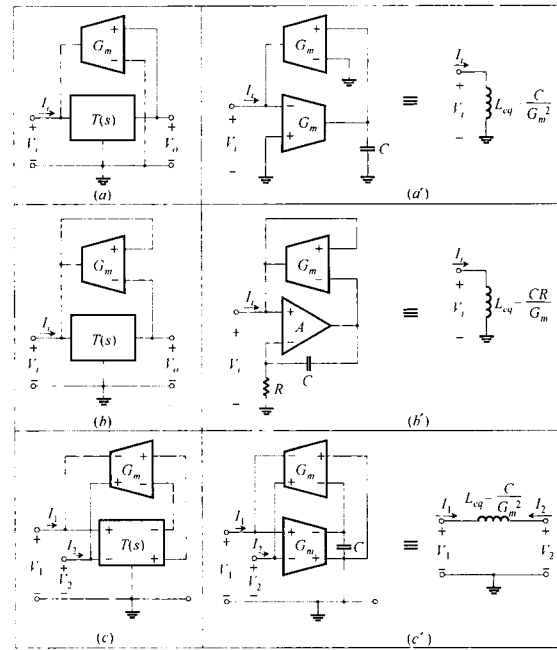 G_m
+
−
I_i
T(s)
+
V_i
−
+
V_o
−
(a)
G_m
+
−
I_i
−
+
G_m
C
+
V_i
−
(a')
≡
I_i
+
V_i
−
L_eq - C/G_m^2
G_m
+
−
I_i
T(s)
+
V_i
−
+
V_o
−
(b)
G_m
+
−
I_i
+
−
A
C
R
+
V_i
−
(b')
≡
I_i
+
V_i
−
L_eq - CR/G_m
G_m
−
+
−
+
I_1
I_2
T(s)
+
−
−
+
+
V_1
−
+
V_2
−
(c)
G_m
−
+
−
+
I_1
I_2
G_m
+
−
−
+
C
+
V_1
−
+
V_2
−
(c')
≡
L_eq - C/G_m^2
I_1
I_2
+
V_1
−
+
V_2
−